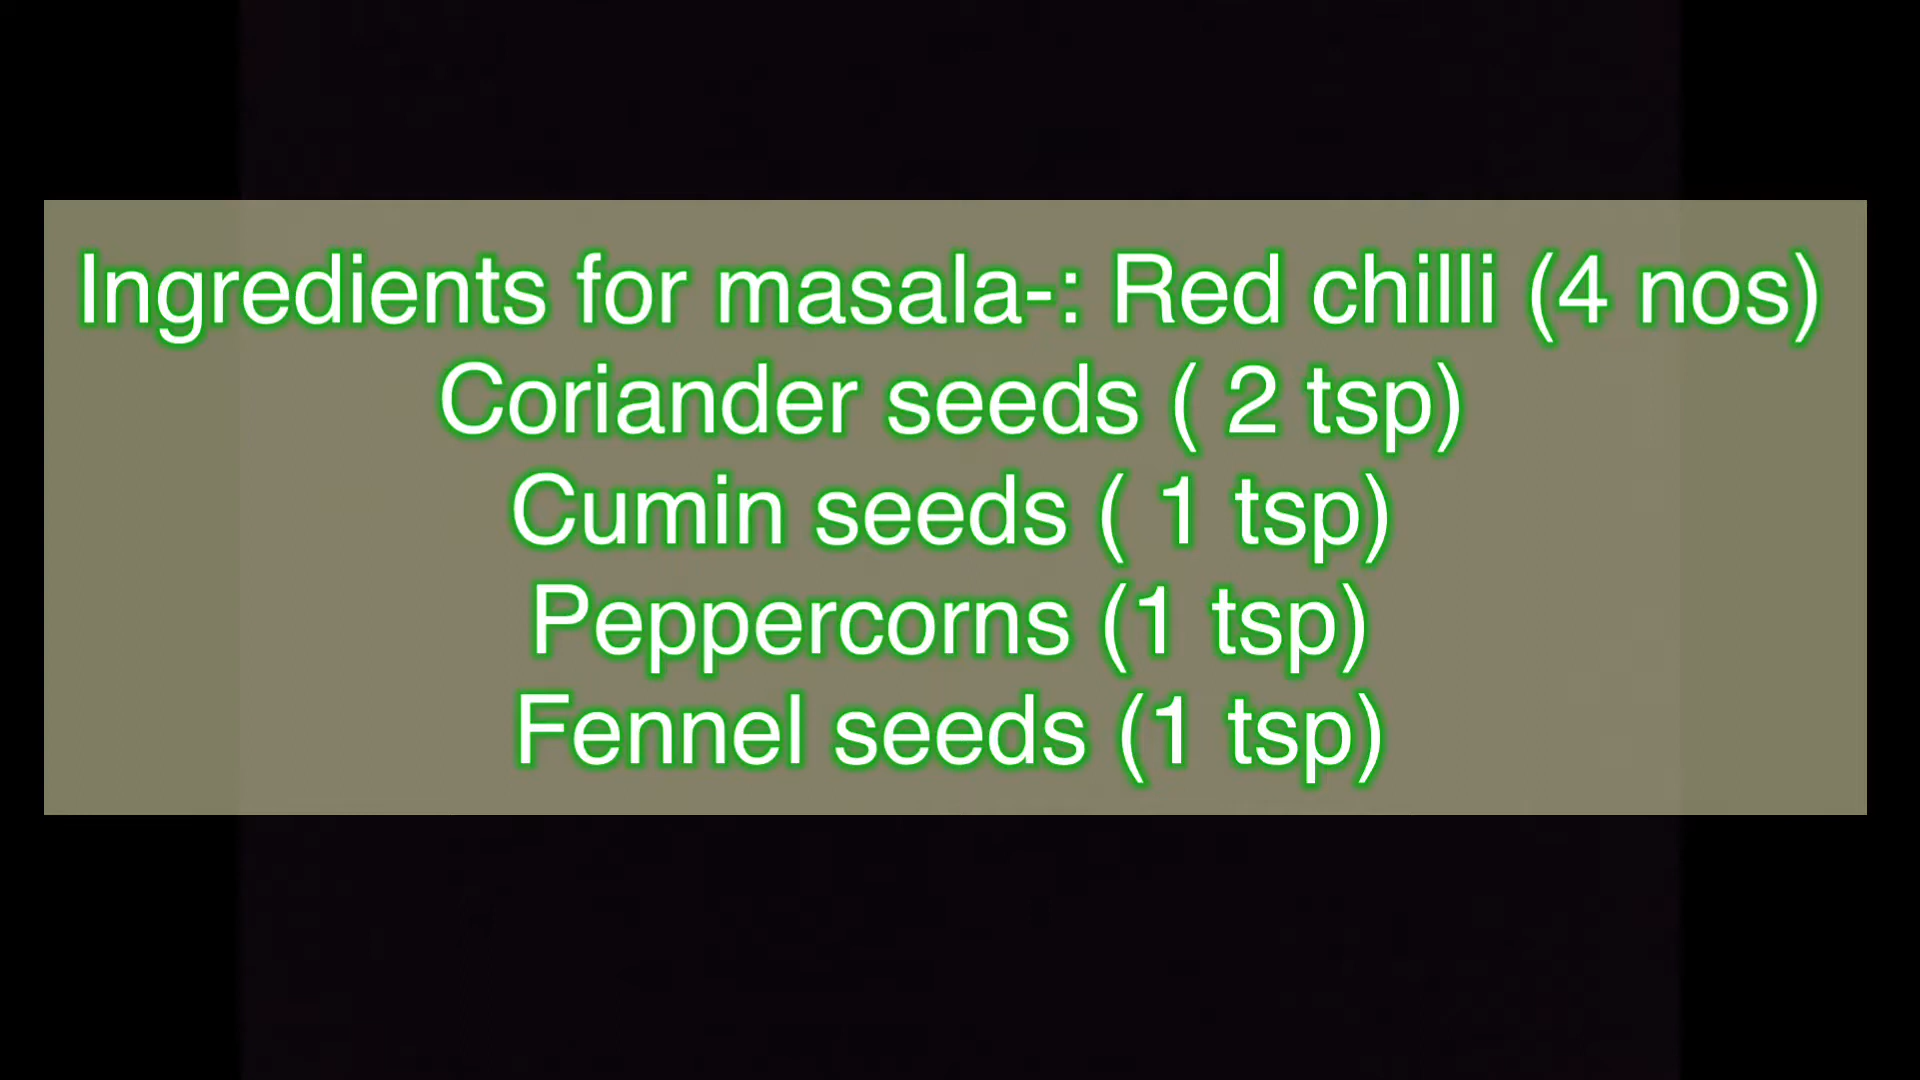 Ingredients for masala-: Red chilli (4 nos)
Coriander seeds ( 2 tsp)
Cumin seeds ( 1 tsp)
Peppercorns (1 tsp)
Fennel seeds (1 tsp)